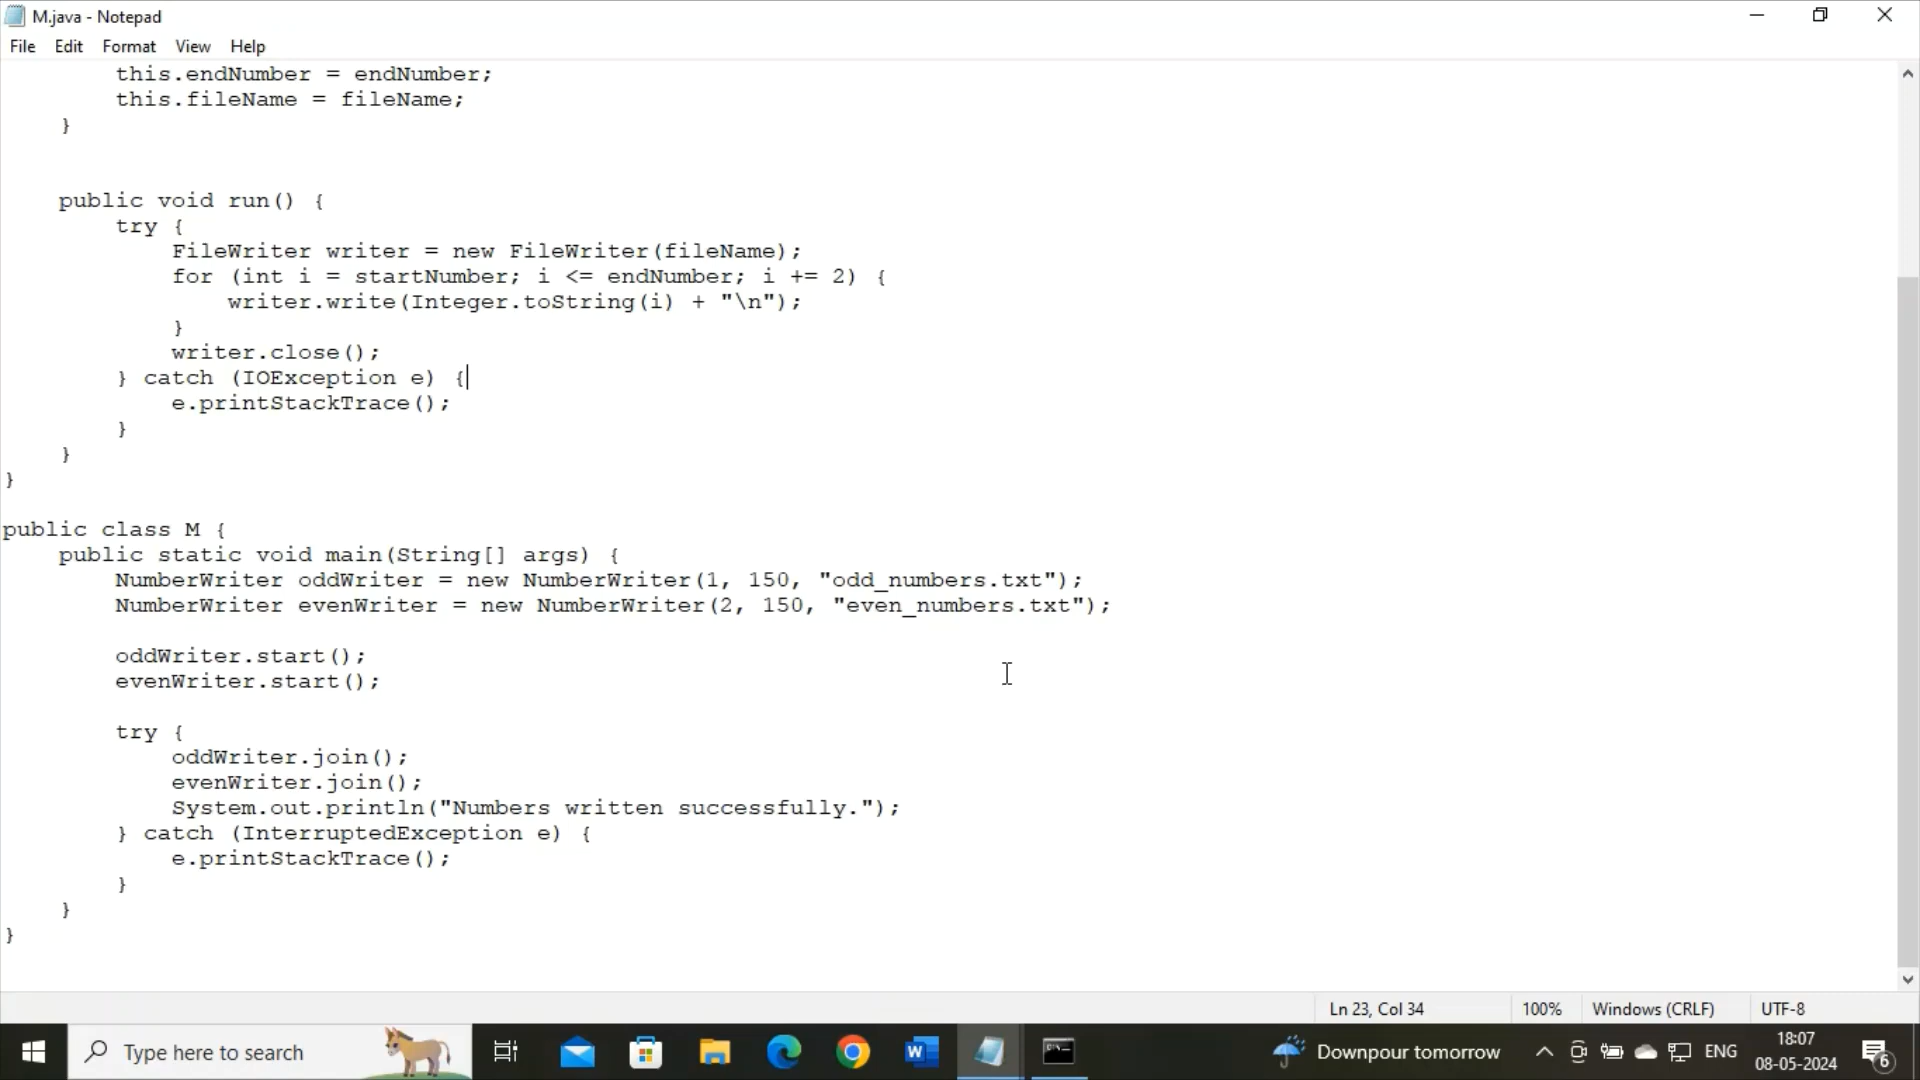 M.java - Notepad
File Edit Format View Help
this.endNumber = endNumber;
this.fileName = fileName;
}
public void run() {
try {
FileWriter writer = new FileWriter(fileName);
for (int i = startNumber; i <= endNumber; i += 2) {
writer.write(Integer.toString(i) + "\n");
}
writer.close();
} catch (IOException e) {
e.printStackTrace();
}
}
}
public class M {
public static void main(String[] args) {
NumberWriter oddWriter = new NumberWriter(1, 150, "odd_numbers.txt");
NumberWriter evenWriter = new NumberWriter(2, 150, "even_numbers.txt");
oddWriter.start();
evenWriter.start();
try {
oddWriter.join();
evenWriter.join();
System.out.println("Numbers written successfully.");
} catch (InterruptedException e) {
e.printStackTrace();
}
}
}
Ln 23, Col 34 100% Windows (CRLF) UTF-8
Type here to search W Downpour tomorrow ENG 18:07 6
08-05-2024